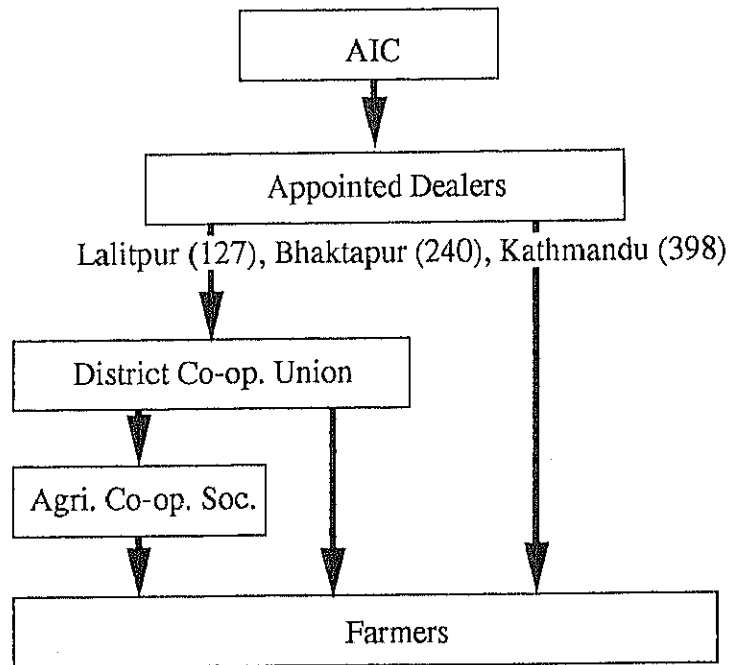 AIC
Appointed Dealers
Lalitpur (127), Bhaktapur (240), Kathmandu (398)
District Co-op. Union
Agri. Co-op. Soc.
Farmers